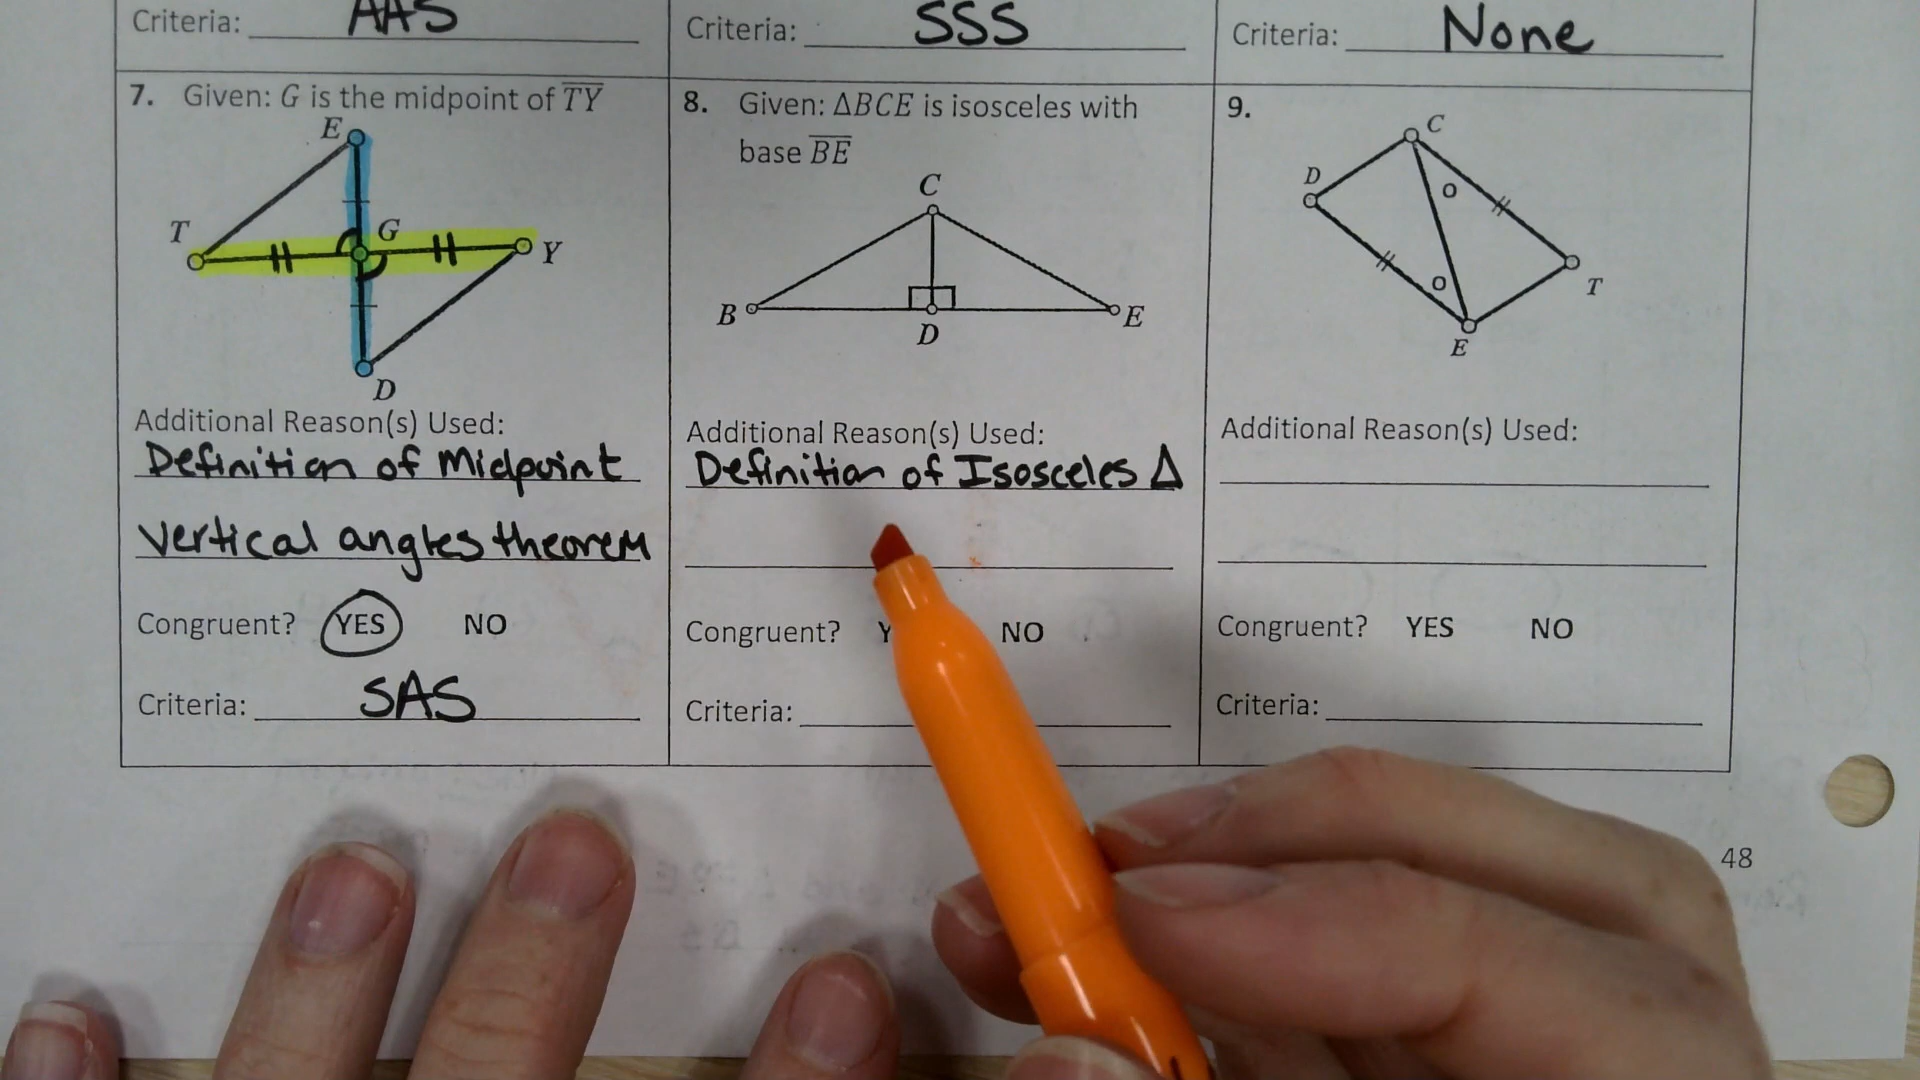 Criteria: AAS
Criteria: SSS
Criteria: None
7. Given: G is the midpoint of T̅Y̅
E
T
G
Y
D
Additional Reason(s) Used:
Definition of Midpoint
Vertical angles theorem
Congruent? YES NO
Criteria: SAS
8. Given: ΔBCE is isosceles with
base B̅E̅
C
B
E
D
Additional Reason(s) Used:
Definition of Isosceles Δ
Congruent? NO
Criteria:
9.
C
D
T
E
Additional Reason(s) Used:
Congruent? YES NO
Criteria:
48